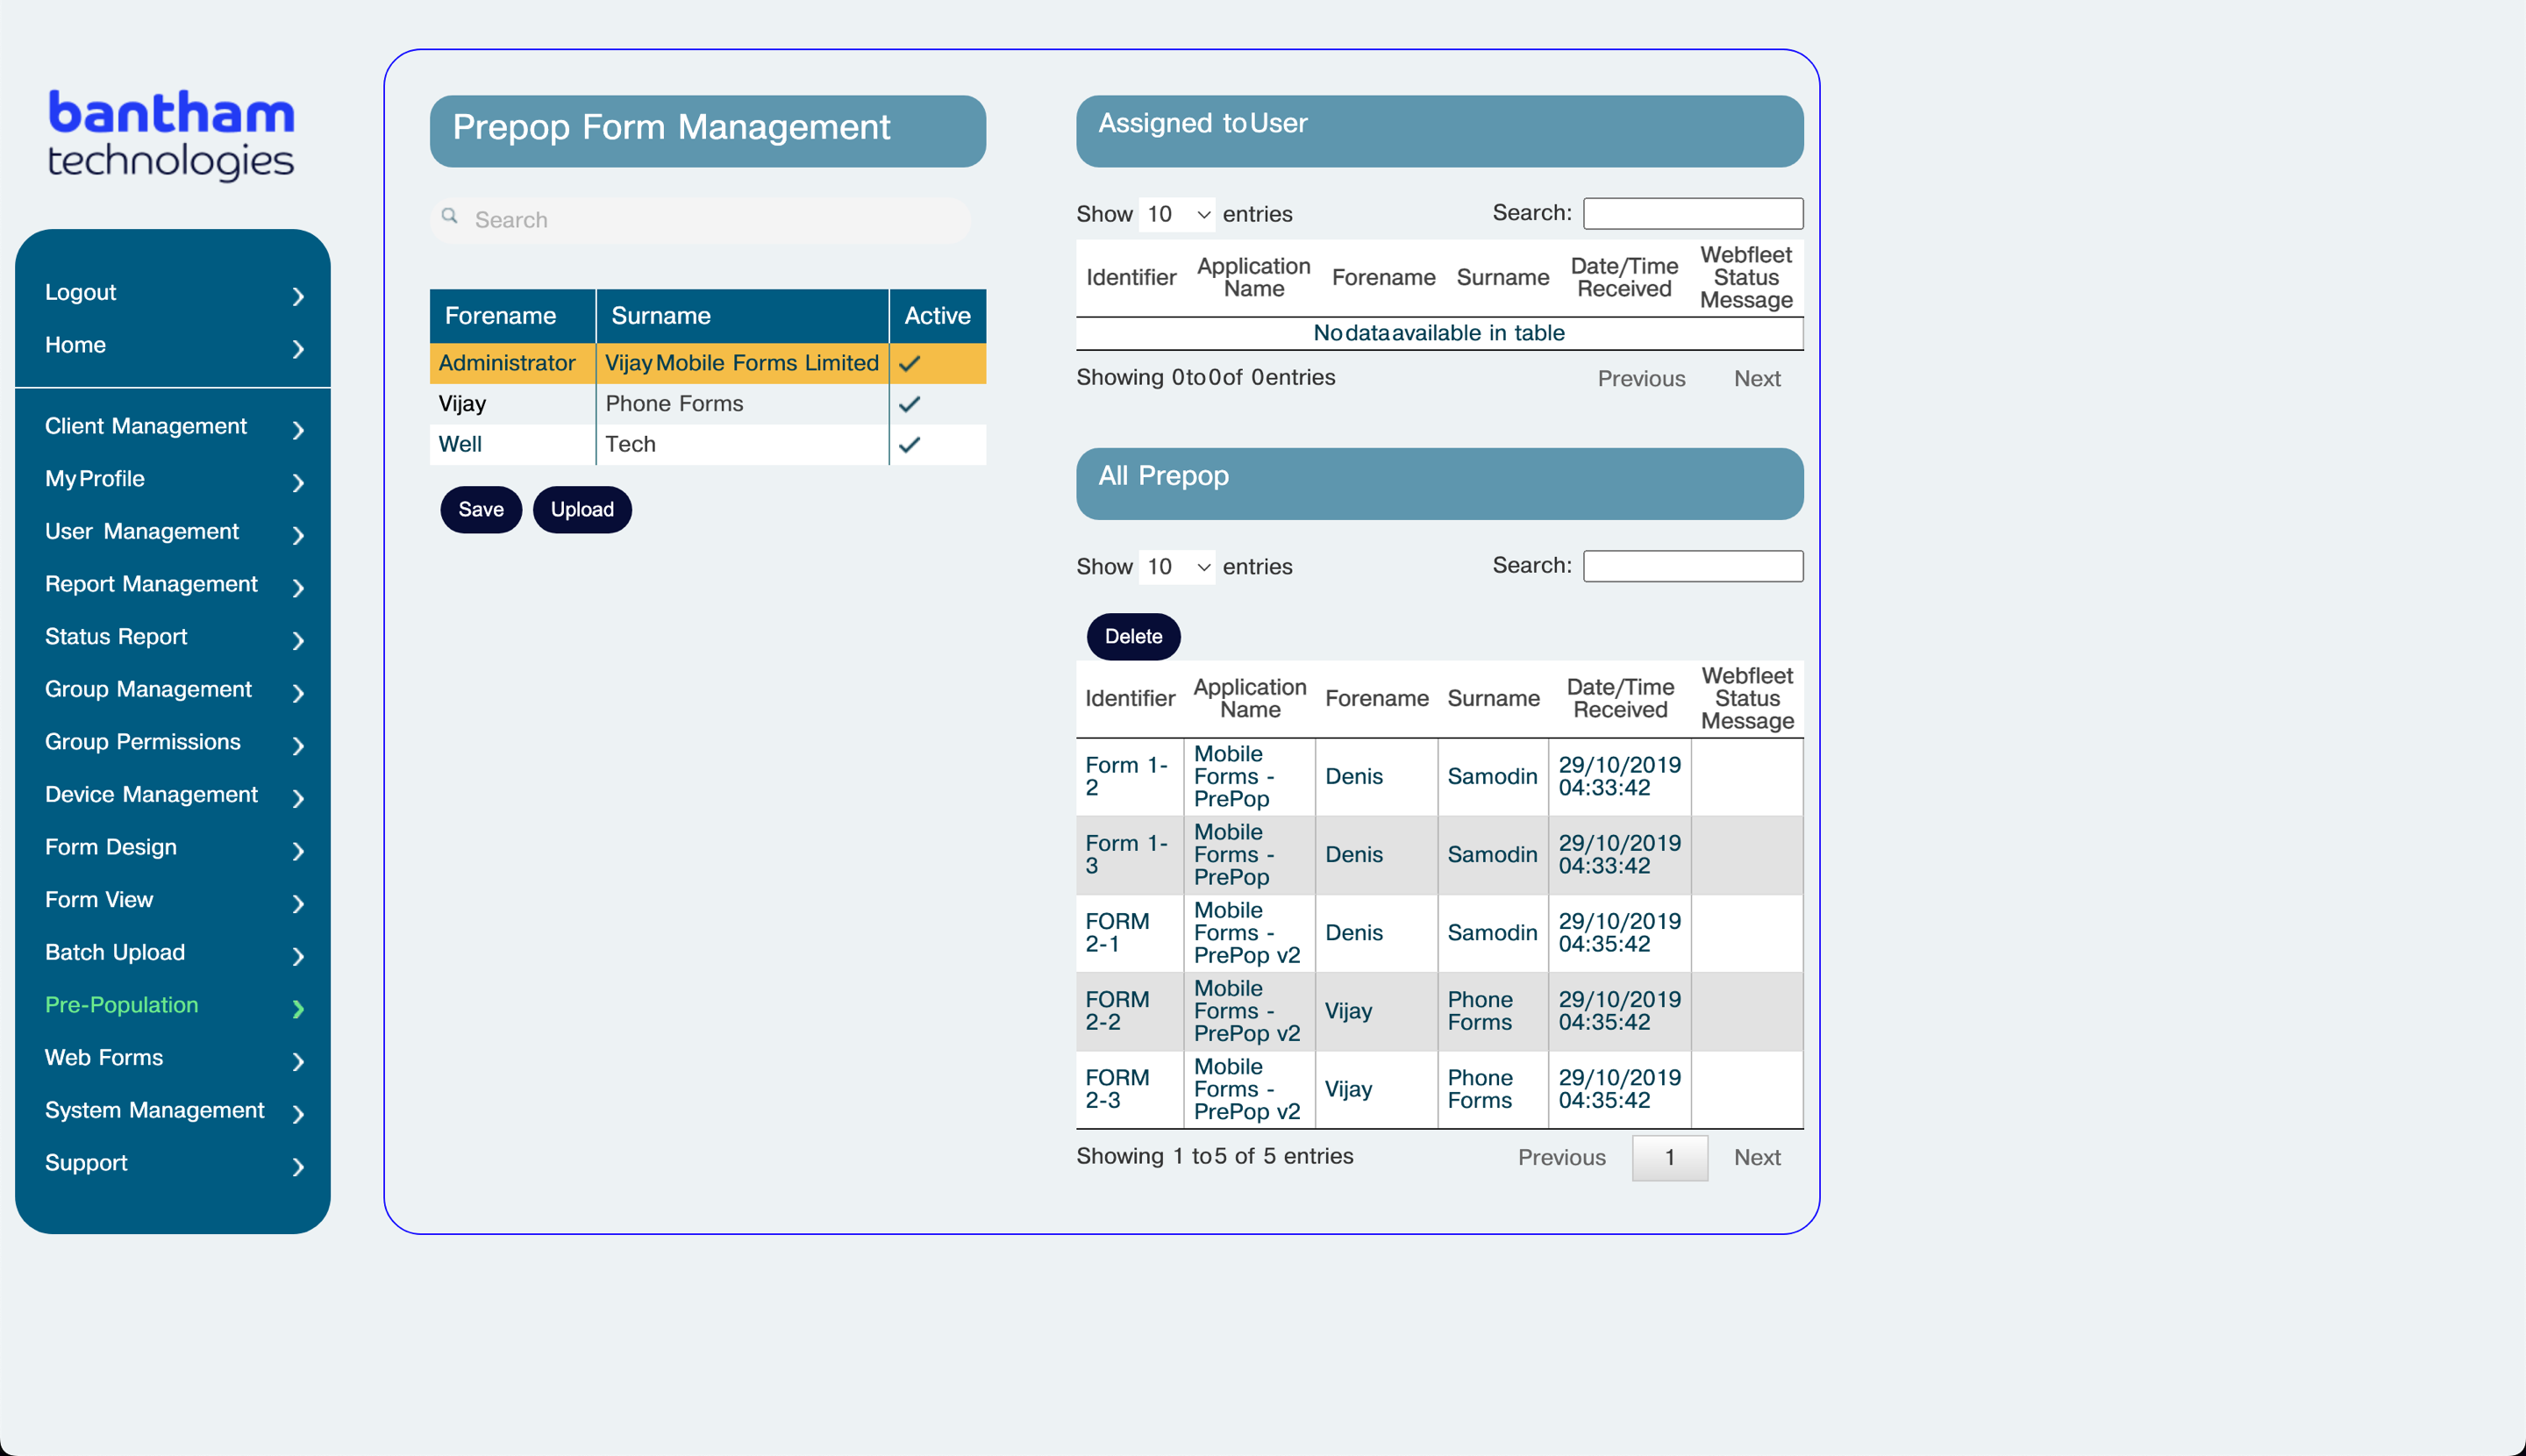 bantham
technologies
Logout
Home
Client Management
My Profile
User Management
Report Management
Status Report
Group Management
Group Permissions
Device Management
Form Design
Form View
Batch Upload
Pre-Population
Web Forms
System Management
Support
Prepop Form Management
Search
Forename Surname Active
Administrator Vijay Mobile Forms Limited
Vijay Phone Forms
Well Tech
Save Upload
Assigned to User
Show 10 entries Search:
Identifier Application Name Forename Surname Date/Time Received Webfleet Status Message
No data available in table
Showing 0 to 0 of 0 entries Previous Next
All Prepop
Show 10 entries Search:
Delete
Identifier Application Name Forename Surname Date/Time Received Webfleet Status Message
Form 1-2 Mobile Forms - PrePop Denis Samodin 29/10/2019 04:33:42
Form 1-3 Mobile Forms - PrePop Denis Samodin 29/10/2019 04:33:42
FORM 2-1 Mobile Forms - PrePop v2 Denis Samodin 29/10/2019 04:35:42
FORM 2-2 Mobile Forms - PrePop v2 Vijay Phone Forms 29/10/2019 04:35:42
FORM 2-3 Mobile Forms - PrePop v2 Vijay Phone Forms 29/10/2019 04:35:42
Showing 1 to 5 of 5 entries Previous 1 Next